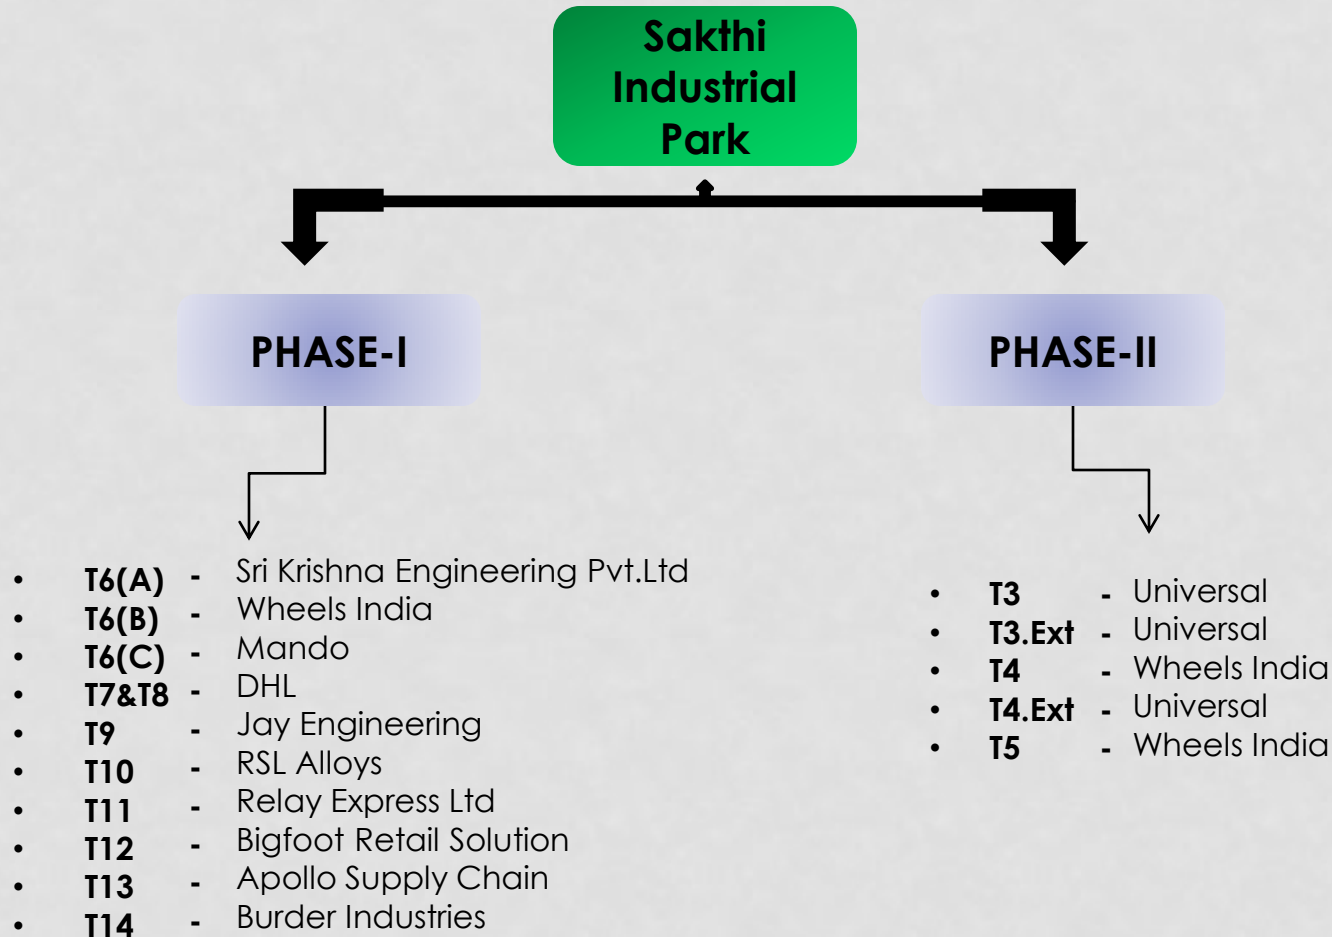 Sakthi
Industrial
Park
PHASE-I
PHASE-II
• T6(A) - Sri Krishna Engineering Pvt.Ltd
• T6(B) - Wheels India
• T6(C) - Mando
• T7&T8 - DHL
• T9 - Jay Engineering
• T10 - RSL Alloys
• T11 - Relay Express Ltd
• T12 - Bigfoot Retail Solution
• T13 - Apollo Supply Chain
• T14 - Burder Industries
• T3 - Universal
• T3.Ext - Universal
• T4 - Wheels India
• T4.Ext - Universal
• T5 - Wheels India